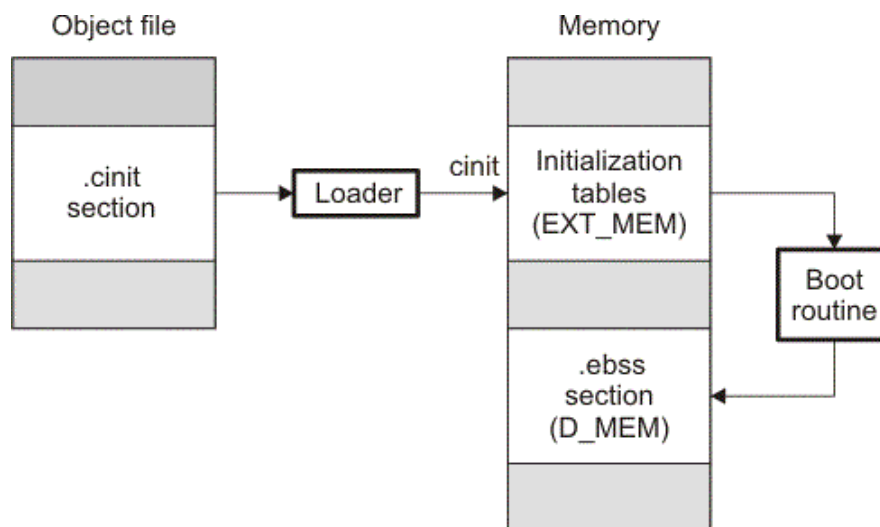 Object file
Memory
.cinit
section
Loader
cinit
Initialization
tables
(EXT_MEM)
Boot
routine
.ebss
section
(D_MEM)